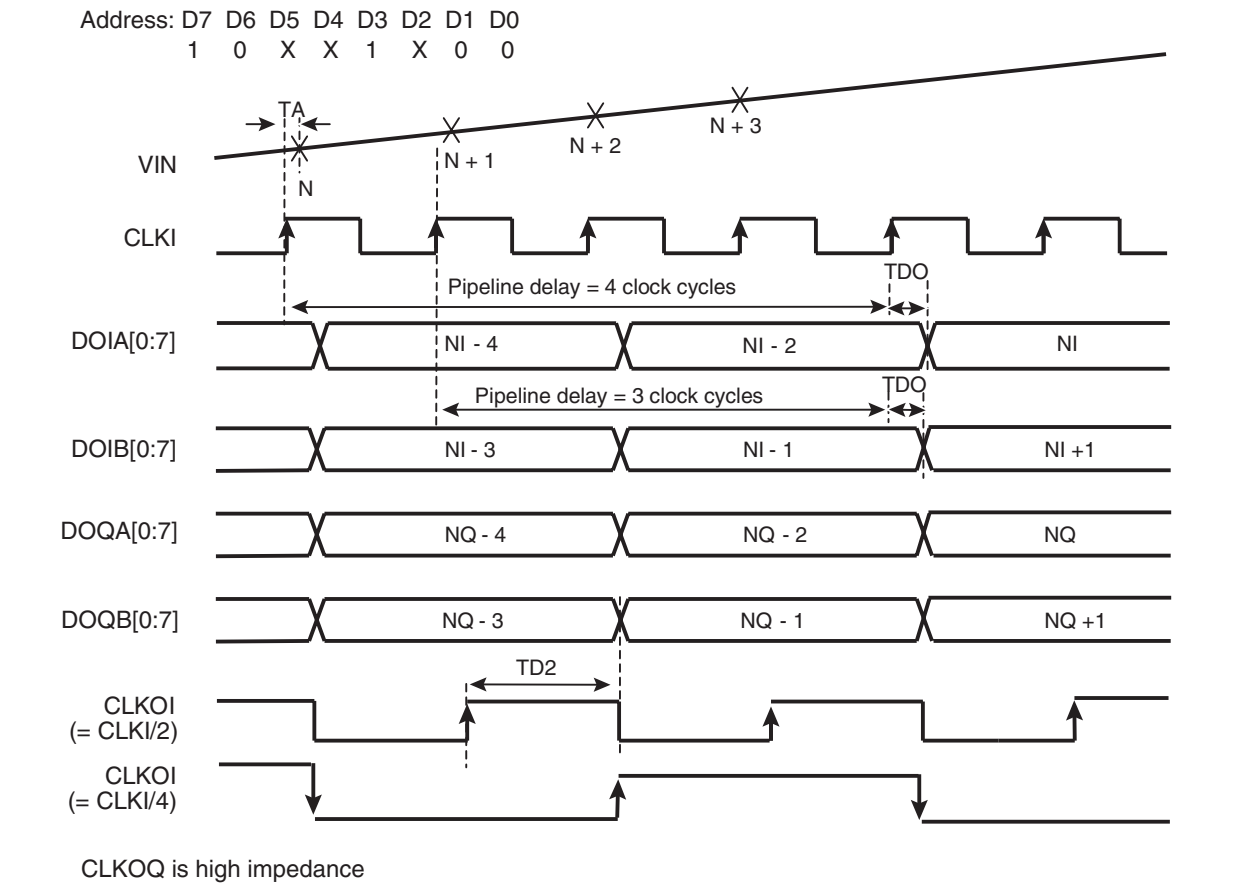 Address: D7 D6 D5 D4 D3 D2 D1 D0
1 0 X X 1 X 0 0
TA
VIN
N
N + 1
N + 2
N + 3
CLKI
TDO
Pipeline delay = 4 clock cycles
DOIA[0:7]
NI - 4
NI - 2
NI
TDO
Pipeline delay = 3 clock cycles
DOIB[0:7]
NI - 3
NI - 1
NI +1
DOQA[0:7]
NQ - 4
NQ - 2
NQ
DOQB[0:7]
NQ - 3
NQ - 1
NQ +1
TD2
CLKOI
(= CLKI/2)
CLKOI
(= CLKI/4)
CLKOQ is high impedance